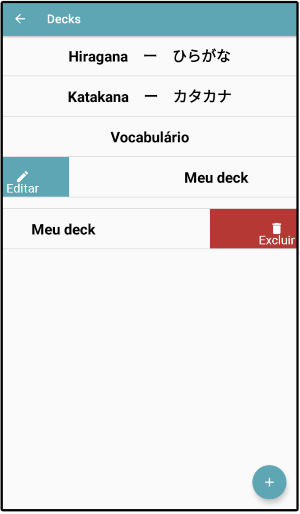 Decks
Hiragana ー ひらがな
Katakana ー カタカナ
Vocabulário
Editar Meu deck
Meu deck Excluir